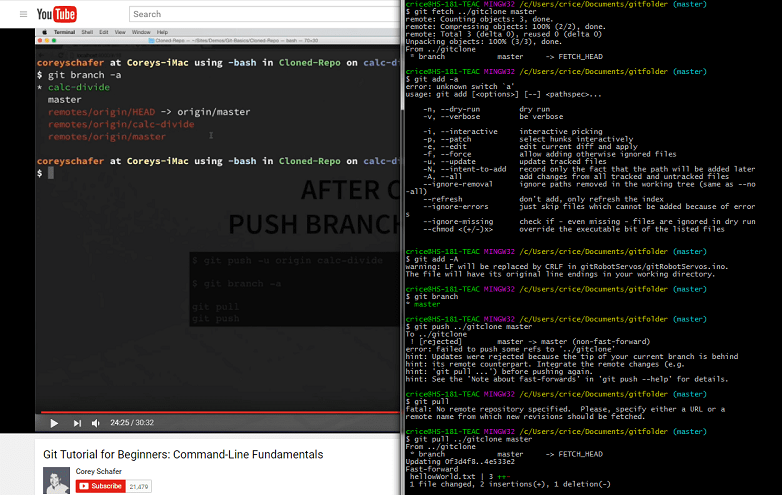 YouTube
Search
Terminal Shell Edit View Window Help
Cloned-Repo — ~/Sites/Demos/Git-Basics/Cloned-Repo — -bash — 70×30
coreyschafer at Coreys-iMac using -bash in Cloned-Repo on calc-di
$ git branch -a
* calc-divide
master
remotes/origin/HEAD -> origin/master
remotes/origin/calc-divide
remotes/origin/master
coreyschafer at Coreys-iMac using -bash in Cloned-Repo on calc-di
$
AFTER C
PUSH BRANCH
$ git push -u origin calc-divide
$ git branch -a
git pull
git push
24:25 / 30:32
Git Tutorial for Beginners: Command-Line Fundamentals
Corey Schafer
Subscribe 21,479
crice@HS-181-TEAC MINGW32 /c/Users/crice/Documents/gitfolder (master)
$ git fetch ../gitclone master
remote: Counting objects: 3, done.
remote: Compressing objects: 100% (2/2), done.
remote: Total 3 (delta 0), reused 0 (delta 0)
Unpacking objects: 100% (3/3), done.
From ../gitclone
* branch master -> FETCH_HEAD
crice@HS-181-TEAC MINGW32 /c/Users/crice/Documents/gitfolder (master)
$ git add -a
error: unknown switch `a'
usage: git add [<options>] [--] <pathspec>...
-n, --dry-run dry run
-v, --verbose be verbose
-i, --interactive interactive picking
-p, --patch select hunks interactively
-e, --edit edit current diff and apply
-f, --force allow adding otherwise ignored files
-u, --update update tracked files
-N, --intent-to-add record only the fact that the path will be added later
-A, --all add changes from all tracked and untracked files
--ignore-removal ignore paths removed in the working tree (same as --no
-all)
--refresh don't add, only refresh the index
--ignore-errors just skip files which cannot be added because of error
s
--ignore-missing check if - even missing - files are ignored in dry run
--chmod <(+/-)x> override the executable bit of the listed files
crice@HS-181-TEAC MINGW32 /c/Users/crice/Documents/gitfolder (master)
$ git add -A
warning: LF will be replaced by CRLF in gitRobotServos/gitRobotServos.ino.
The file will have its original line endings in your working directory.
crice@HS-181-TEAC MINGW32 /c/Users/crice/Documents/gitfolder (master)
$ git branch
* master
crice@HS-181-TEAC MINGW32 /c/Users/crice/Documents/gitfolder (master)
$ git push ../gitclone master
To ../gitclone
! [rejected] master -> master (non-fast-forward)
error: failed to push some refs to '../gitclone'
hint: Updates were rejected because the tip of your current branch is behind
hint: its remote counterpart. Integrate the remote changes (e.g.
hint: 'git pull ...') before pushing again.
hint: See the 'Note about fast-forwards' in 'git push --help' for details.
crice@HS-181-TEAC MINGW32 /c/Users/crice/Documents/gitfolder (master)
$ git pull
fatal: No remote repository specified. Please, specify either a URL or a
remote name from which new revisions should be fetched.
crice@HS-181-TEAC MINGW32 /c/Users/crice/Documents/gitfolder (master)
$ git pull ../gitclone master
From ../gitclone
* branch master -> FETCH_HEAD
Updating 0f3d4f8..4e533e2
Fast-forward
hellowWorld.txt | 3 ++-
1 file changed, 2 insertions(+), 1 deletion(-)